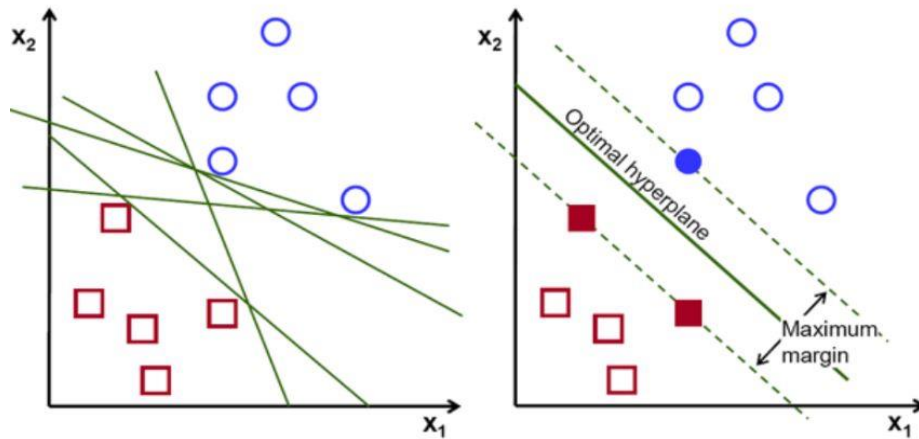 x₂
x₁
x₂
Optimal hyperplane
Maximum
margin
x₁